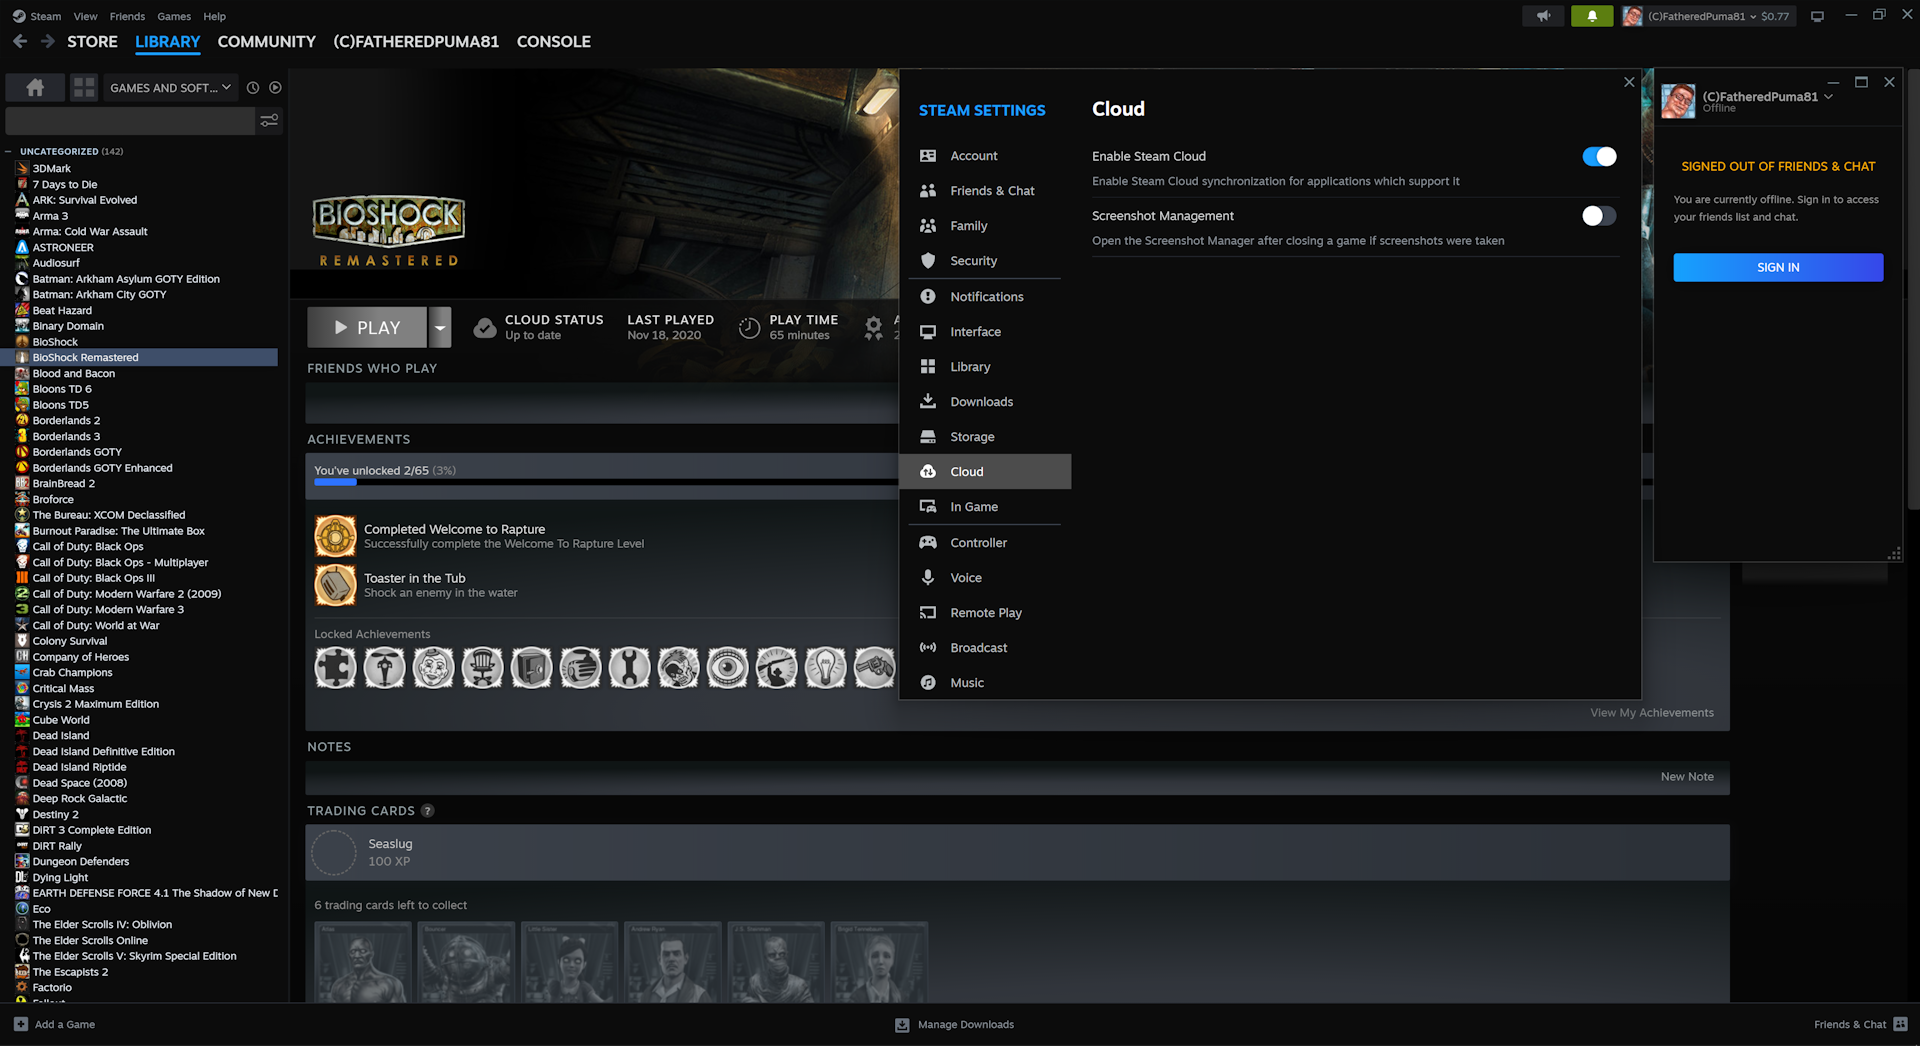 Steam View Friends Games Help
(C)FatheredPuma81 $0.77
STORE LIBRARY COMMUNITY (C)FATHEREDPUMA81 CONSOLE
GAMES AND SOFT...
UNCATEGORIZED (142)
3DMark
7 Days to Die
ARK: Survival Evolved
Arma 3
Arma: Cold War Assault
ASTRONEER
Audiosurf
Batman: Arkham Asylum GOTY Edition
Batman: Arkham City GOTY
Beat Hazard
Binary Domain
BioShock
BioShock Remastered
Blood and Bacon
Bloons TD 6
Bloons TD5
Borderlands 2
Borderlands 3
Borderlands GOTY
Borderlands GOTY Enhanced
BrainBread 2
Broforce
The Bureau: XCOM Declassified
Burnout Paradise: The Ultimate Box
Call of Duty: Black Ops
Call of Duty: Black Ops - Multiplayer
Call of Duty: Black Ops III
Call of Duty: Modern Warfare 2 (2009)
Call of Duty: Modern Warfare 3
Call of Duty: World at War
Colony Survival
Company of Heroes
Crab Champions
Critical Mass
Crysis 2 Maximum Edition
Cube World
Dead Island
Dead Island Definitive Edition
Dead Island Riptide
Dead Space (2008)
Deep Rock Galactic
Destiny 2
DiRT 3 Complete Edition
DiRT Rally
Dungeon Defenders
Dying Light
EARTH DEFENSE FORCE 4.1 The Shadow of New D
Eco
The Elder Scrolls IV: Oblivion
The Elder Scrolls Online
The Elder Scrolls V: Skyrim Special Edition
The Escapists 2
Factorio
Add a Game
BIOSHOCK
REMASTERED
PLAY
CLOUD STATUS
Up to date
LAST PLAYED
Nov 18, 2020
PLAY TIME
65 minutes
FRIENDS WHO PLAY
ACHIEVEMENTS
You've unlocked 2/65 (3%)
Completed Welcome to Rapture
Successfully complete the Welcome To Rapture Level
Toaster in the Tub
Shock an enemy in the water
Locked Achievements
View My Achievements
NOTES
New Note
TRADING CARDS ?
Seaslug
100 XP
6 trading cards left to collect
Atlas
Bouncer
Little Sister
Andrew Ryan
J.S. Steinman
Brigid Tenenbaum
Manage Downloads
Friends & Chat
STEAM SETTINGS
Account
Friends & Chat
Family
Security
Notifications
Interface
Library
Downloads
Storage
Cloud
In Game
Controller
Voice
Remote Play
Broadcast
Music
Cloud
Enable Steam Cloud
Enable Steam Cloud synchronization for applications which support it
Screenshot Management
Open the Screenshot Manager after closing a game if screenshots were taken
(C)FatheredPuma81
Offline
SIGNED OUT OF FRIENDS & CHAT
You are currently offline. Sign in to access
your friends list and chat.
SIGN IN